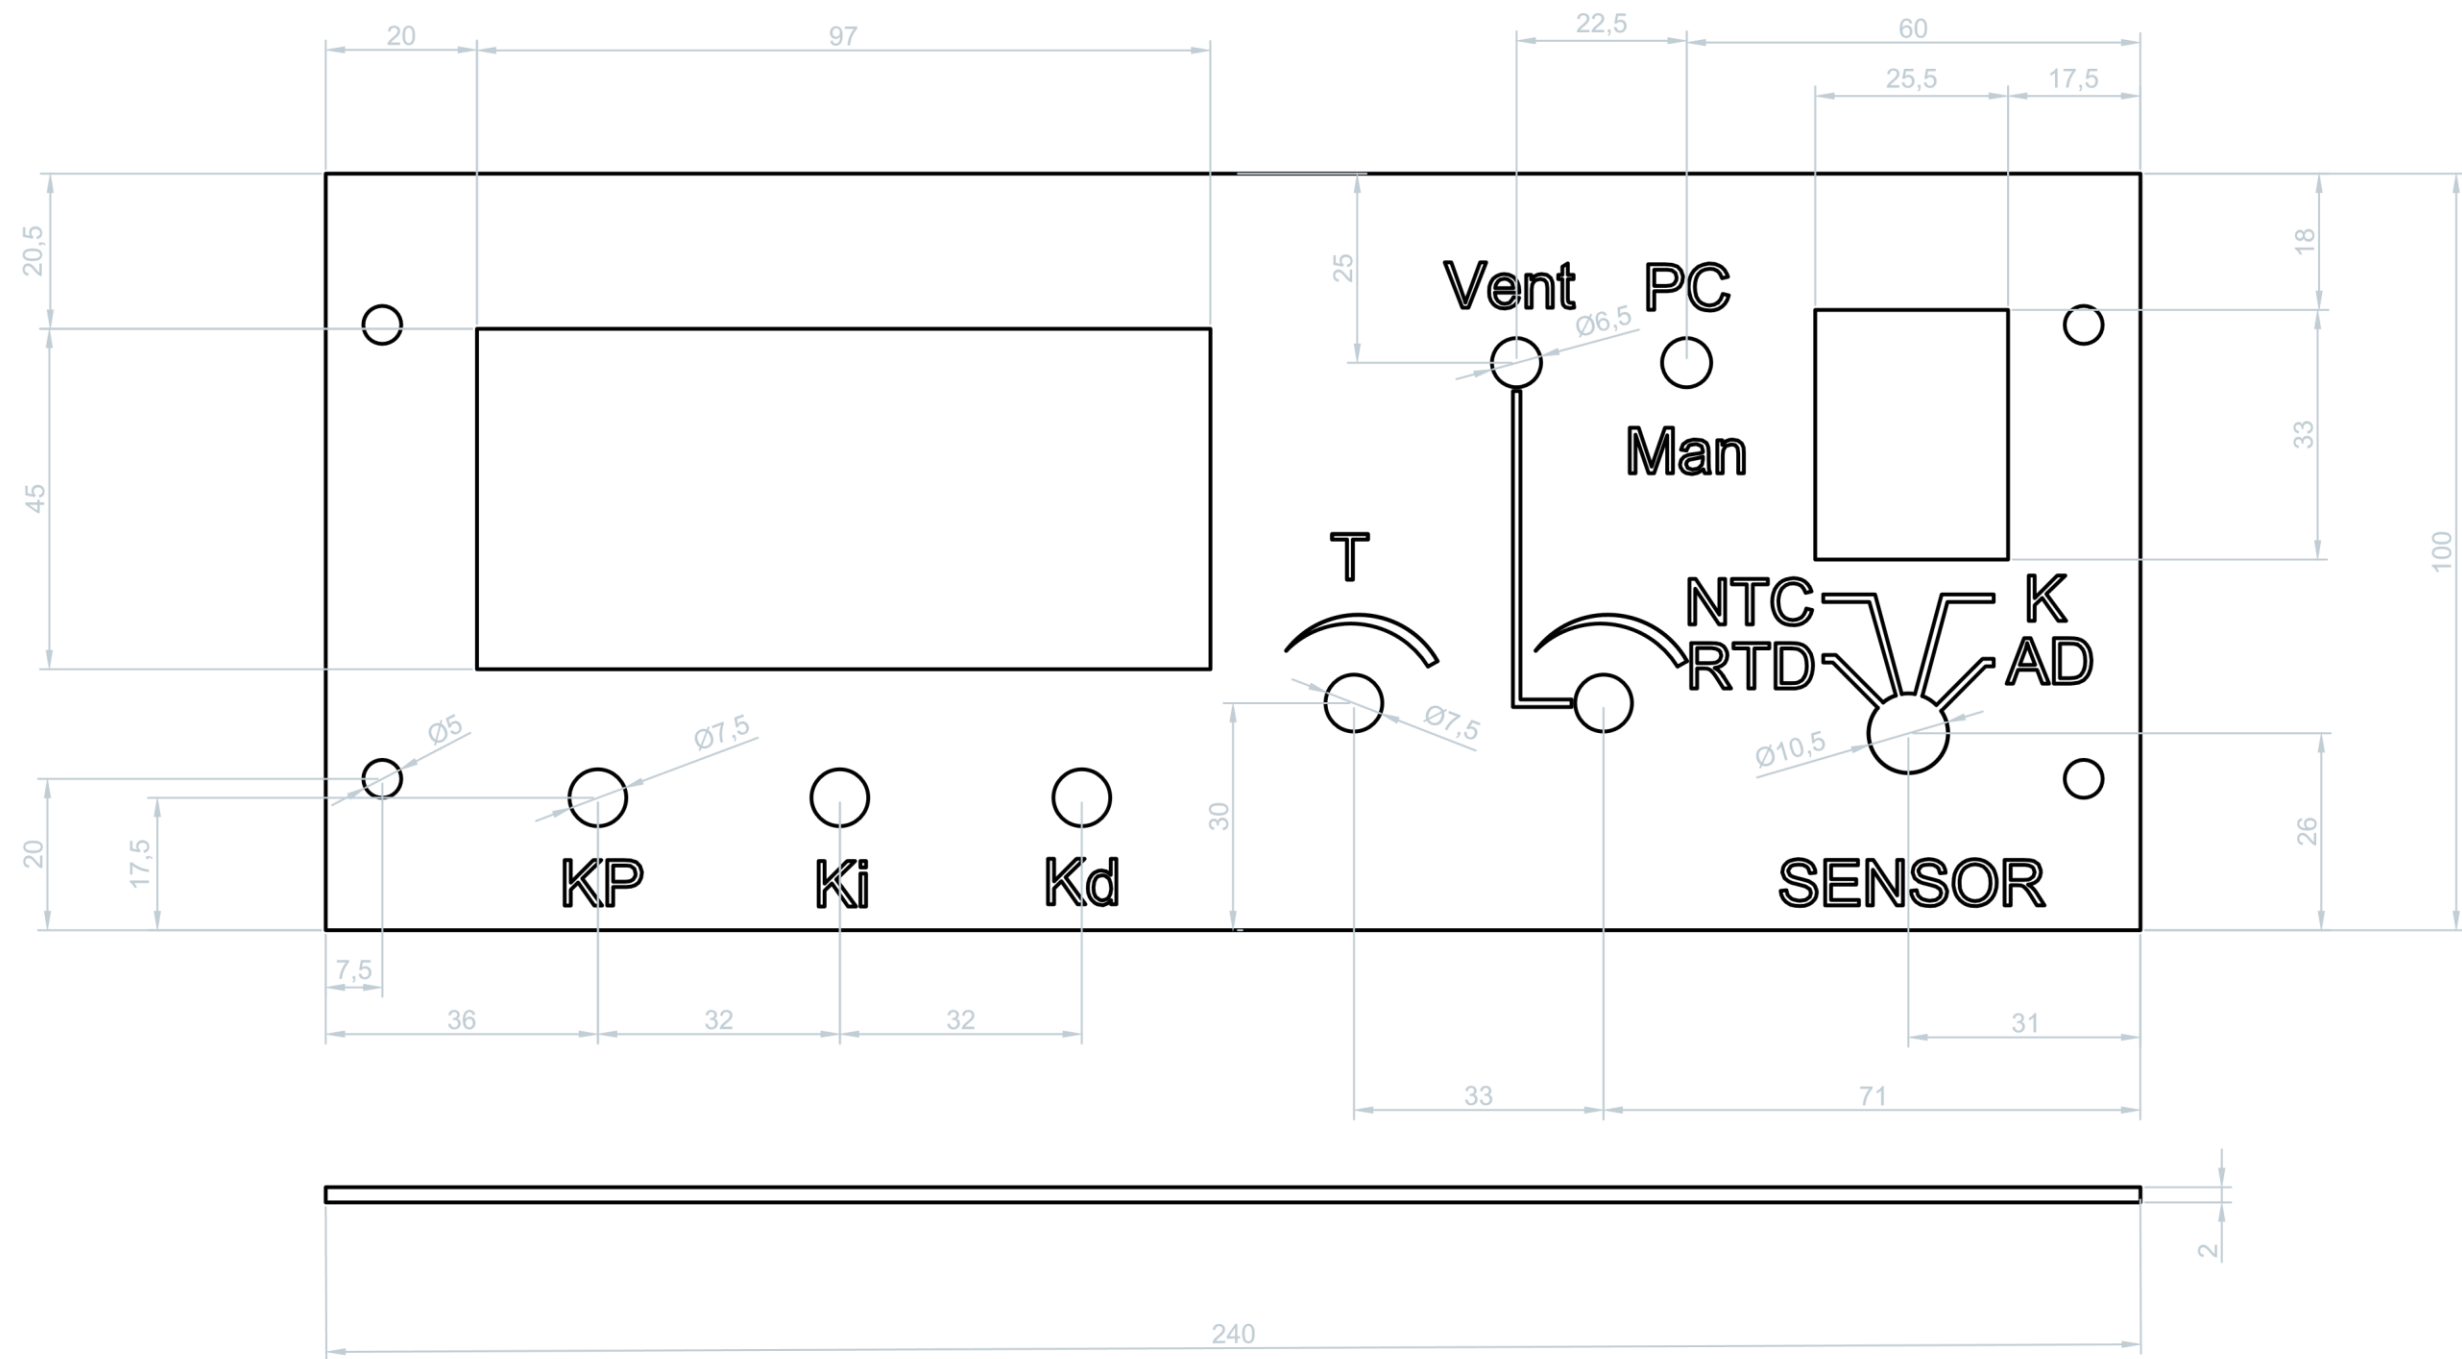 20 97 22,5 60
25,5 17,5
20,5 25 18
Vent PC
Ø6,5
Man
45 33
T 100
NTC K
RTD AD
Ø5 Ø7,5 Ø7,5 Ø10,5
20 17,5 30 26
KP Ki Kd SENSOR
7,5
36 32 32 31
33 71
2
240